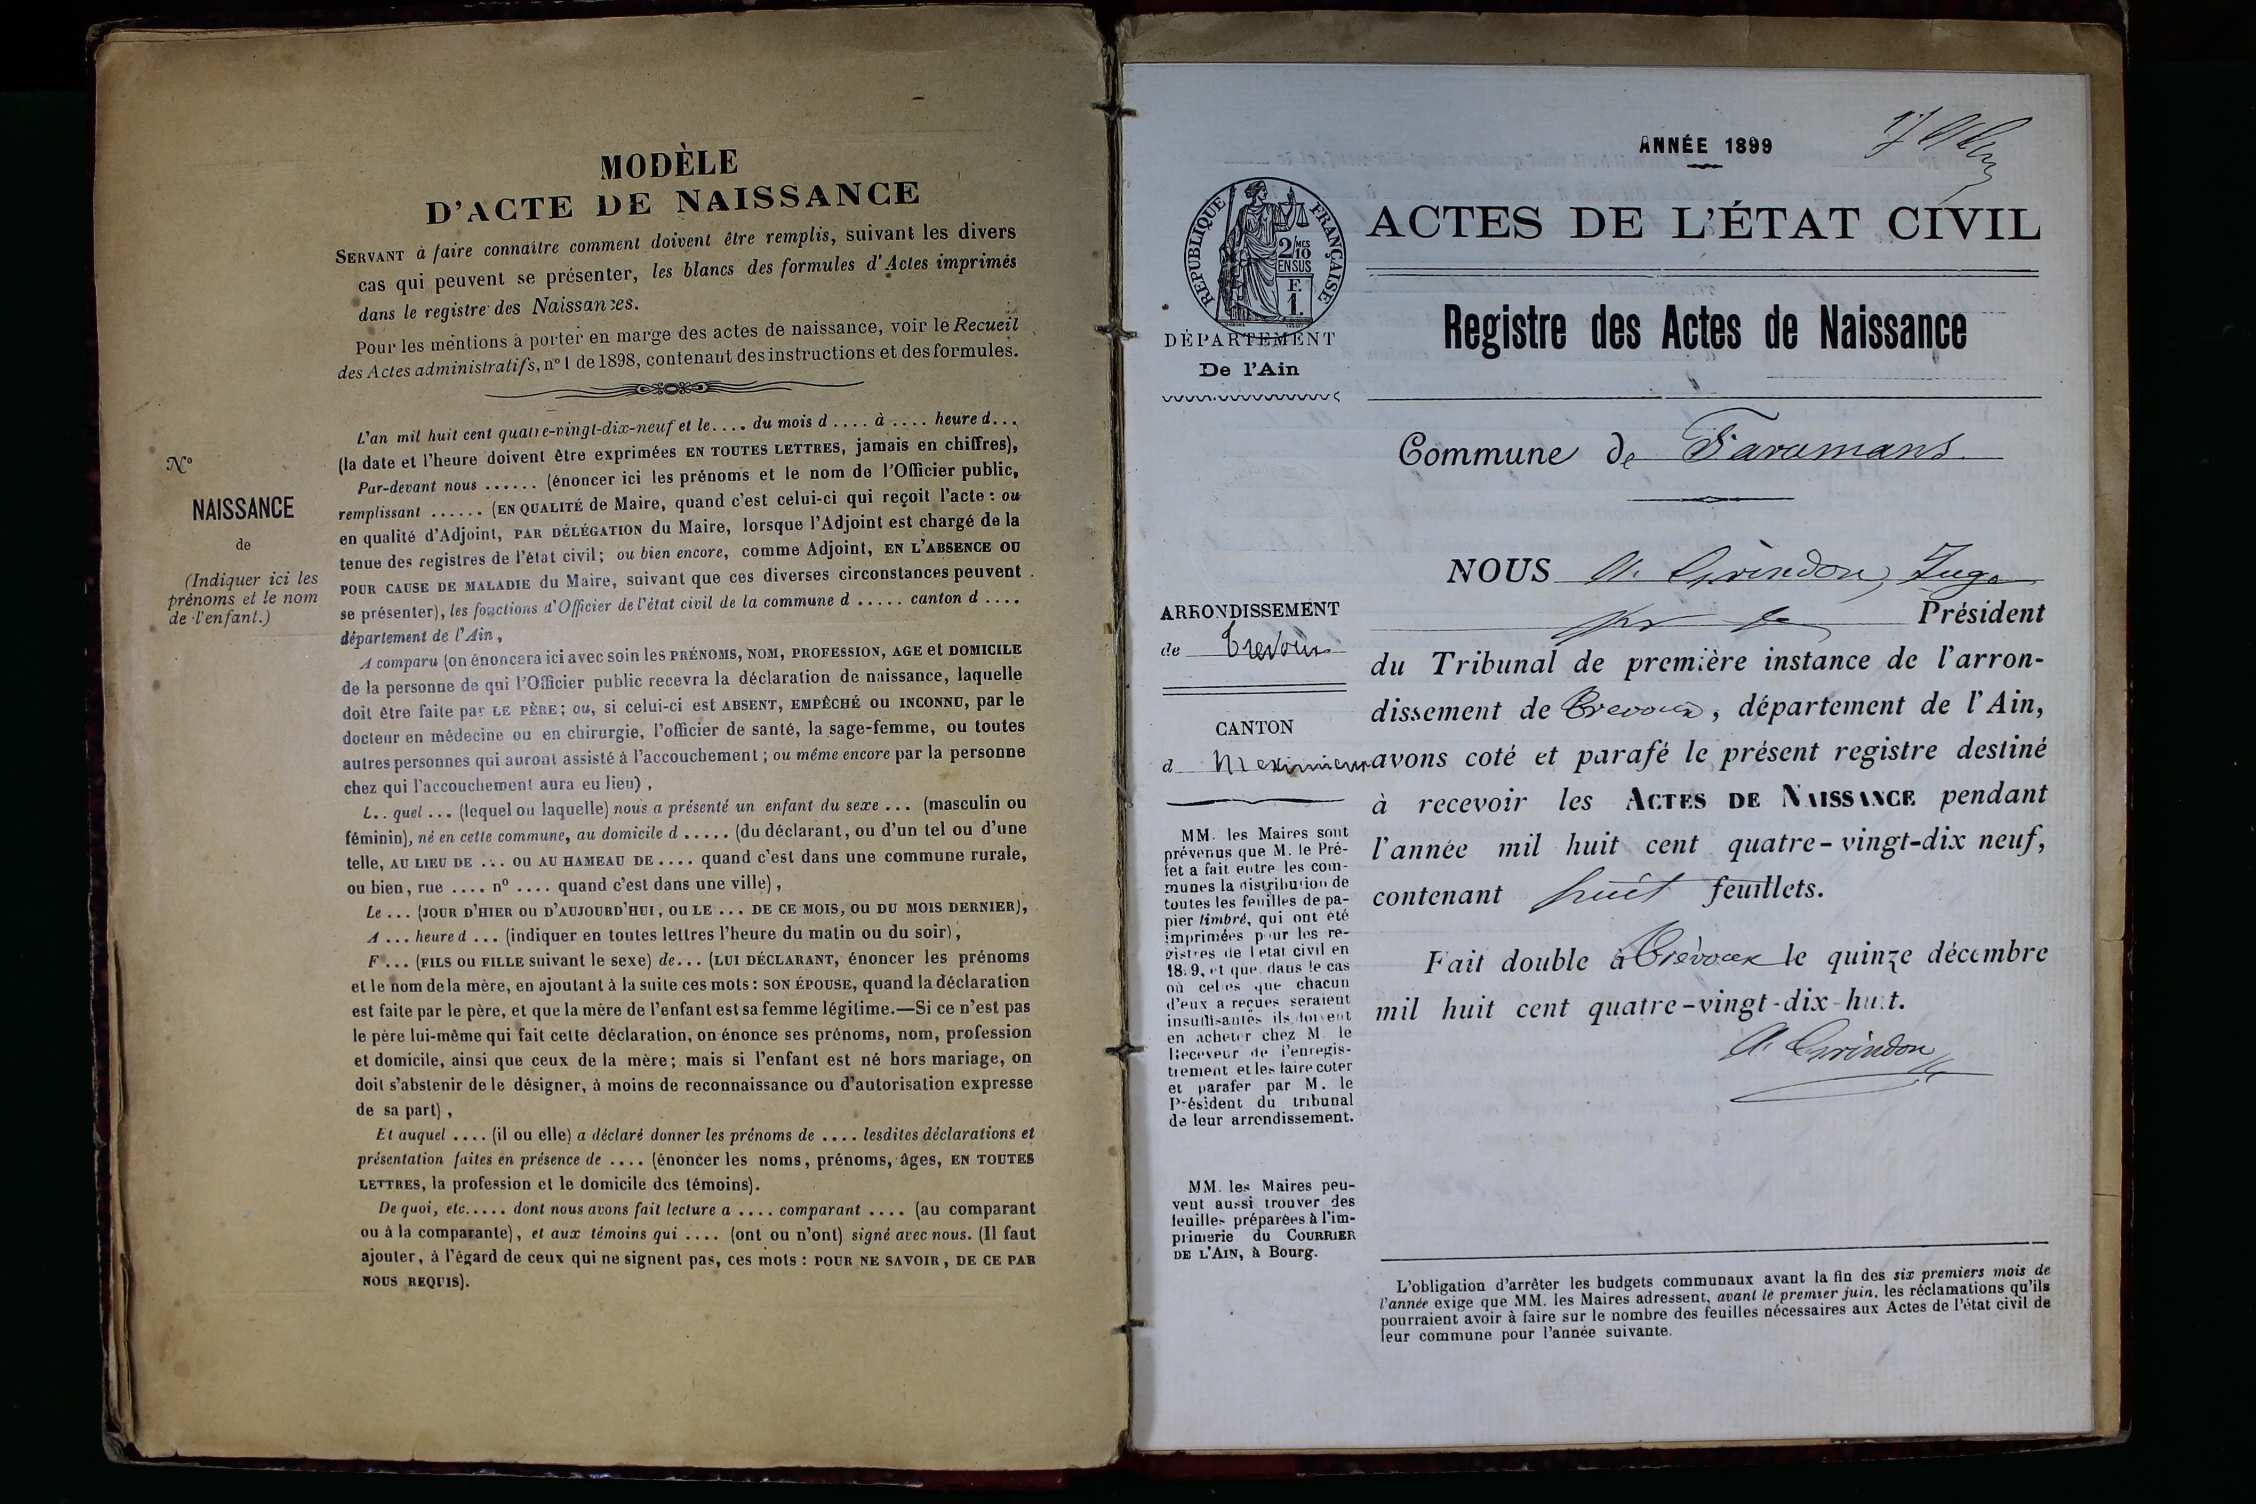 MODÈLE
D'ACTE DE NAISSANCE
SERVANT à faire connaître comment doivent être remplis, suivant les divers
cas qui peuvent se présenter, les blancs des formules d'Actes imprimés
dans le registre des Naissances.
Pour les mentions à porter en marge des actes de naissance, voir le Recueil
des Actes administratifs, nº 1 de 1898, contenant des instructions et des formules.
Nº
NAISSANCE
de
(Indiquer ici les
prénoms et le nom
de l'enfant.)
L'an mil huit cent quatre-vingt-dix-neuf et le .... du mois d .... à .... heure d...
(la date et l'heure doivent être exprimées EN TOUTES LETTRES, jamais en chiffres),
Par-devant nous ...... (énoncer ici les prénoms et le nom de l'Officier public,
remplissant ...... (EN QUALITÉ de Maire, quand c'est celui-ci qui reçoit l'acte : ou
en qualité d'Adjoint, PAR DÉLÉGATION du Maire, lorsque l'Adjoint est chargé de la
tenue des registres de l'état civil; ou bien encore, comme Adjoint, EN L'ABSENCE OU
POUR CAUSE DE MALADIE du Maire, suivant que ces diverses circonstances peuvent
se présenter), les fonctions d'Officier de l'état civil de la commune d ..... canton d ....
département de l'Ain,
A comparu (on énoncera ici avec soin les PRÉNOMS, NOM, PROFESSION, AGE et DOMICILE
de la personne de qui l'Officier public recevra la déclaration de naissance, laquelle
doit être faite par LE PÈRE; ou, si celui-ci est ABSENT, EMPÊCHÉ OU INCONNU, par le
docteur en médecine ou en chirurgie, l'officier de santé, la sage-femme, ou toutes
autres personnes qui auront assisté à l'accouchement; ou même encore par la personne
chez qui l'accouchement aura eu lieu),
L.. quel ... (lequel ou laquelle) nous a présenté un enfant du sexe ... (masculin ou
féminin), né en cette commune, au domicile d ..... (du déclarant, ou d'un tel ou d'une
telle, AU LIEU DE ... OU AU HAMEAU DE .... quand c'est dans une commune rurale,
ou bien, rue .... nº .... quand c'est dans une ville),
Le ... (JOUR D'HIER OU D'AUJOURD'HUI, OU LE ... DE CE MOIS, OU DU MOIS DERNIER),
A ... heure d ... (indiquer en toutes lettres l'heure du matin ou du soir),
F... (FILS OU FILLE suivant le sexe) de... (LUI DÉCLARANT, énoncer les prénoms
et le nom de la mère, en ajoutant à la suite ces mots : SON ÉPOUSE, quand la déclaration
est faite par le père, et que la mère de l'enfant est sa femme légitime.—Si ce n'est pas
le père lui-même qui fait cette déclaration, on énonce ses prénoms, nom, profession
et domicile, ainsi que ceux de la mère; mais si l'enfant est né hors mariage, on
doit s'abstenir de le désigner, à moins de reconnaissance ou d'autorisation expresse
de sa part),
Et auquel .... (il ou elle) a déclaré donner les prénoms de .... lesdites déclarations et
présentation faites en présence de .... (énoncer les noms, prénoms, âges, EN TOUTES
LETTRES, la profession et le domicile des témoins).
De quoi, etc..... dont nous avons fait lecture a .... comparant .... (au comparant
ou à la comparante), et aux témoins qui .... (ont ou n'ont) signé avec nous. (Il faut
ajouter, à l'égard de ceux qui ne signent pas, ces mots : POUR NE SAVOIR, DE CE PAR
NOUS REQUIS).
ANNÉE 1899
RÉPUBLIQUE FRANÇAISE
2/10 MES
EN SUS
F.
1.
ACTES DE L'ÉTAT CIVIL
DÉPARTEMENT
De l'Ain
Registre des Actes de Naissance
Commune de Faramans.
NOUS A. Grindon, Juge
Président
du Tribunal de première instance de l'arron-
dissement de Trevoux, département de l'Ain,
avons coté et parafé le présent registre destiné
à recevoir les ACTES DE NAISSANCE pendant
l'année mil huit cent quatre-vingt-dix neuf,
contenant huit feuillets.
Fait double à Trévoux le quinze décembre
mil huit cent quatre-vingt-dix-huit.
A. Grindon
ARRONDISSEMENT
de Trevoux
CANTON
d Meximieux
MM. les Maires sont
prévenus que M. le Pré-
fet a fait entre les com-
munes la distribution de
toutes les feuilles de pa-
pier timbré, qui ont été
imprimées pour les re-
gistres de l'état civil en
1899, et que dans le cas
où celles que chacun
d'eux a reçues seraient
insuffisantes ils doivent
en acheter chez M. le
Receveur de l'enregis-
trement et les faire coter
et parafer par M. le
Président du tribunal
de leur arrondissement.
MM. les Maires peu-
vent aussi trouver des
feuilles préparées à l'im-
primerie du COURRIER
DE L'AIN, à Bourg.
L'obligation d'arrêter les budgets communaux avant la fin des six premiers mois de
l'année exige que MM. les Maires adressent, avant le premier juin, les réclamations qu'ils
pourraient avoir à faire sur le nombre des feuilles nécessaires aux Actes de l'état civil de
leur commune pour l'année suivante.